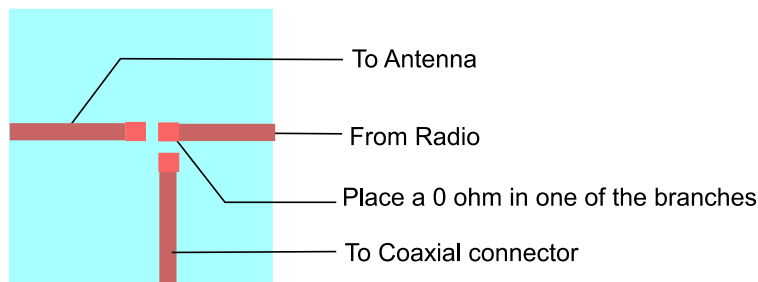 To Antenna
From Radio
Place a 0 ohm in one of the branches
To Coaxial connector